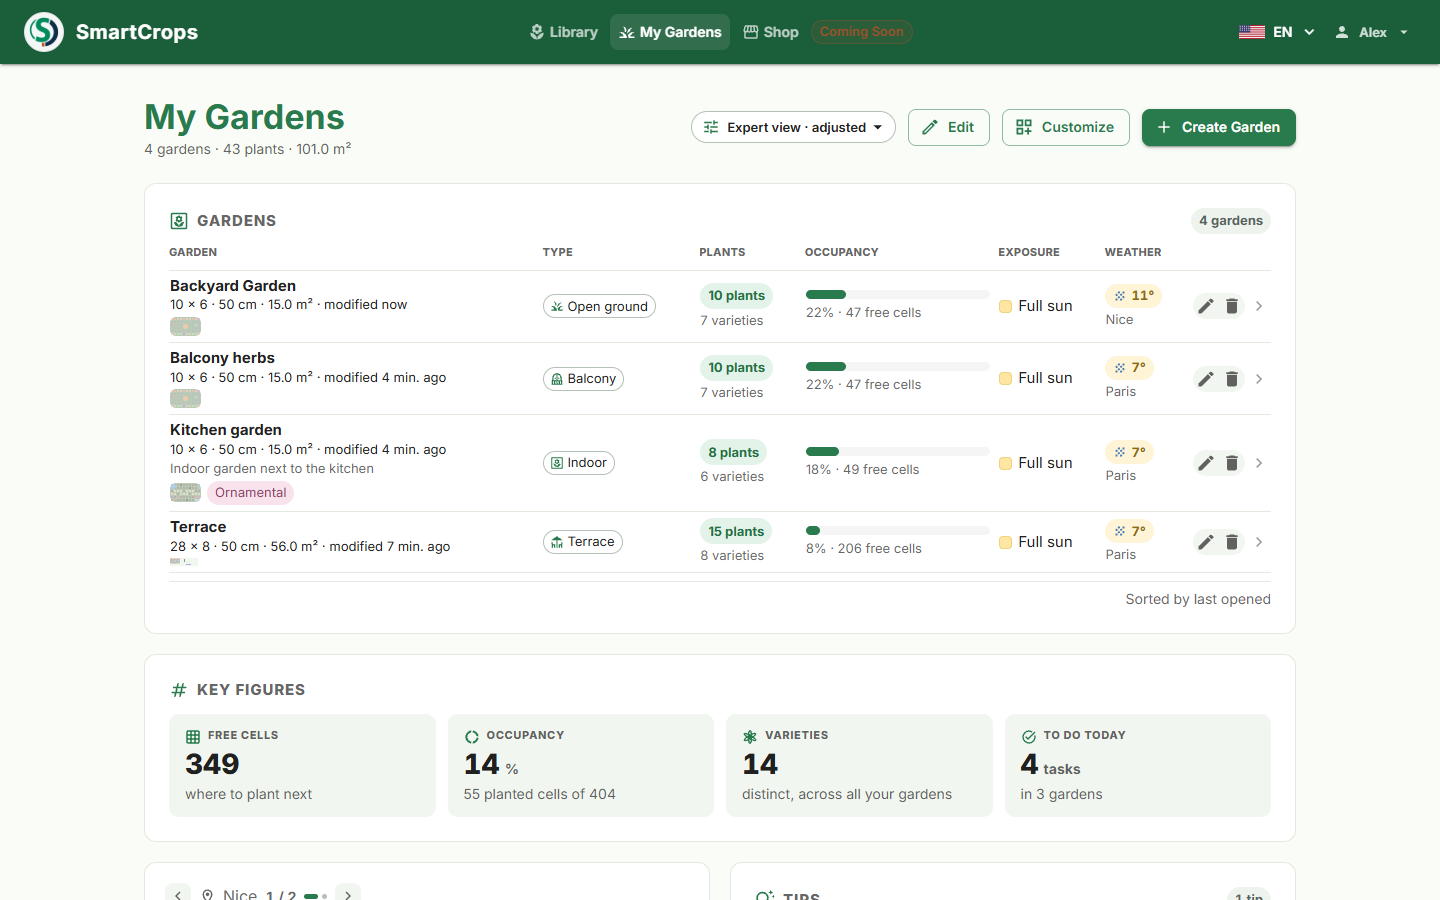 SmartCrops
Library
My Gardens
Shop
Coming Soon
EN
Alex
My Gardens
4 gardens · 43 plants · 101.0 m²
Expert view · adjusted
Edit
Customize
Create Garden
GARDENS
4 gardens
GARDEN TYPE PLANTS OCCUPANCY EXPOSURE WEATHER
Backyard Garden
10 × 6 · 50 cm · 15.0 m² · modified now
Open ground
10 plants
7 varieties
22% · 47 free cells
Full sun
11°
Nice
Balcony herbs
10 × 6 · 50 cm · 15.0 m² · modified 4 min. ago
Balcony
10 plants
7 varieties
22% · 47 free cells
Full sun
7°
Paris
Kitchen garden
10 × 6 · 50 cm · 15.0 m² · modified 4 min. ago
Indoor garden next to the kitchen
Ornamental
Indoor
8 plants
6 varieties
18% · 49 free cells
Full sun
7°
Paris
Terrace
28 × 8 · 50 cm · 56.0 m² · modified 7 min. ago
Terrace
15 plants
8 varieties
8% · 206 free cells
Full sun
7°
Paris
Sorted by last opened
KEY FIGURES
FREE CELLS
349
where to plant next
OCCUPANCY
14 %
55 planted cells of 404
VARIETIES
14
distinct, across all your gardens
TO DO TODAY
4 tasks
in 3 gardens
Nice 1 / 2
TIPS
1 tip